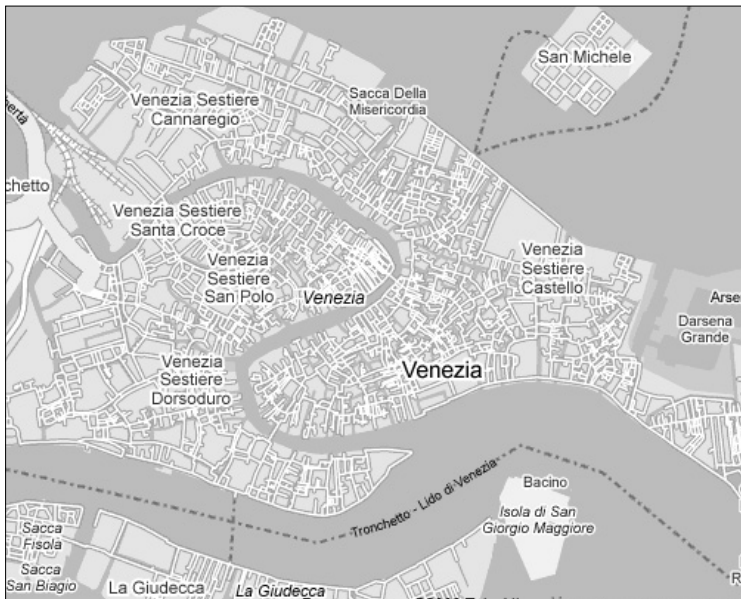 San Michele
Sacca Della
Misericordia
Venezia Sestiere
Cannaregio
Venezia Sestiere
Santa Croce
Venezia
Sestiere
San Polo
Venezia
Venezia
Sestiere
Castello
Darsena
Grande
Venezia
Sestiere
Dorsoduro
Venezia
Tronchetto - Lido di Venezia
Bacino
Isola di San
Giorgio Maggiore
Sacca
Fisola
Sacca
San Biagio
La Giudecca
La Giudecca